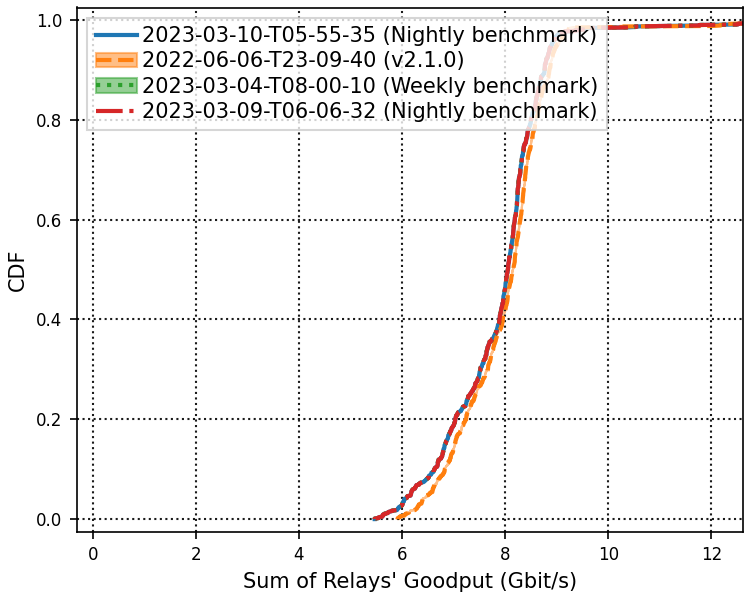 2023-03-10-T05-55-35 (Nightly benchmark)
2022-06-06-T23-09-40 (v2.1.0)
2023-03-04-T08-00-10 (Weekly benchmark)
2023-03-09-T06-06-32 (Nightly benchmark)
1.0
0.8
0.6
0.4
0.2
0.0
CDF
0 2 4 6 8 10 12
Sum of Relays' Goodput (Gbit/s)